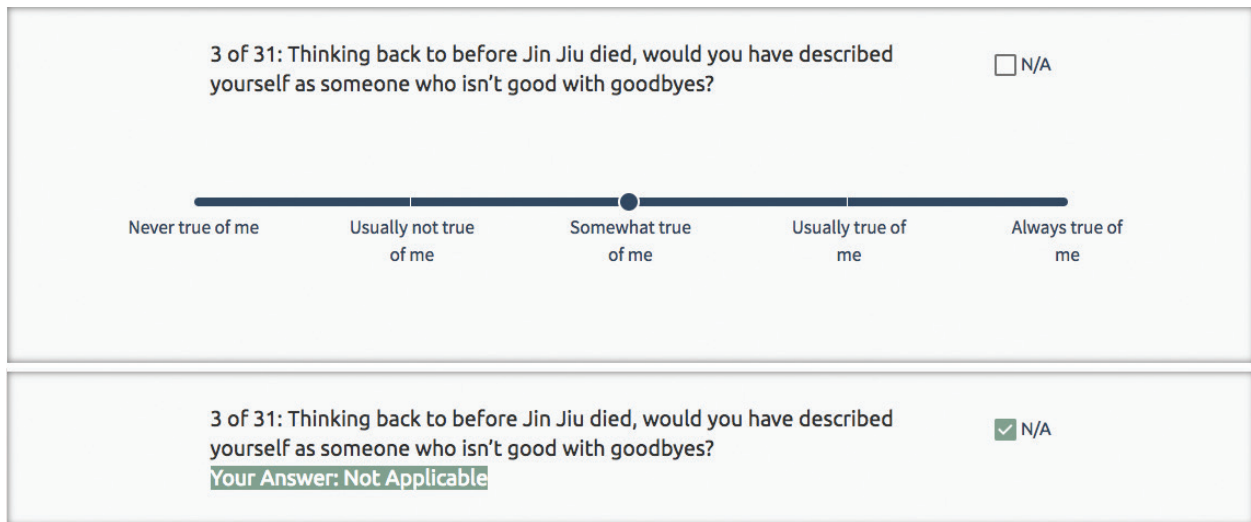 3 of 31: Thinking back to before Jin Jiu died, would you have described
yourself as someone who isn’t good with goodbyes?
N/A
Never true of me
Usually not true
of me
Somewhat true
of me
Usually true of
me
Always true of
me
3 of 31: Thinking back to before Jin Jiu died, would you have described
yourself as someone who isn’t good with goodbyes?
Your Answer: Not Applicable
N/A